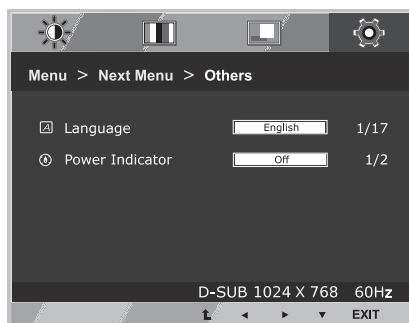 Menu > Next Menu > Others
Language English 1/17
Power Indicator Off 1/2
D-SUB 1024 X 768 60Hz
EXIT